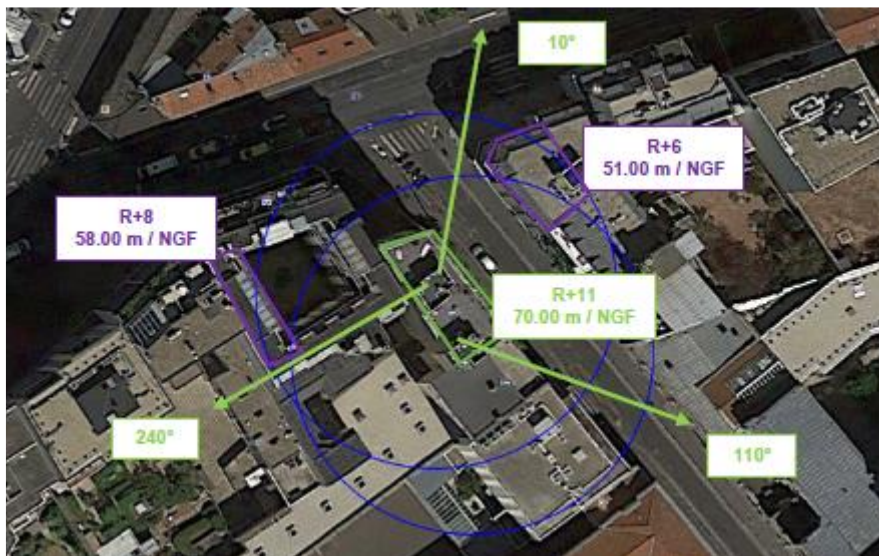 10°
R+6
51.00 m / NGF
R+8
58.00 m / NGF
R+11
70.00 m / NGF
240°
110°